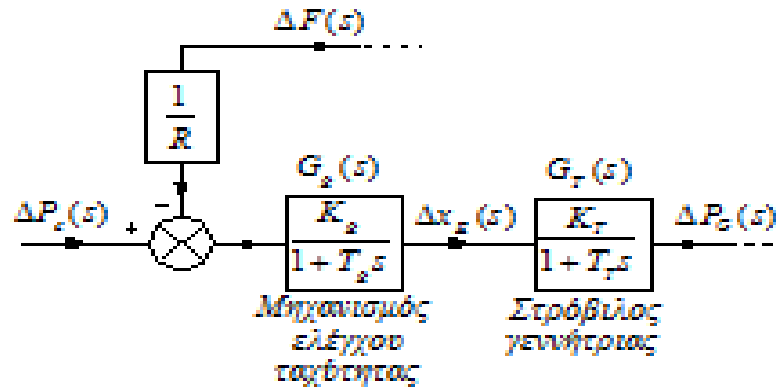 ΔF(s)
1
R
G_g(s)
G_T(s)
ΔP_c(s)
+
−
K_g
1 + T_g s
Δx_E(s)
K_T
1 + T_T s
ΔP_G(s)
Μηχανισμός
ελέγχου
ταχύτητας
Στρόβιλος
γεννήτριας